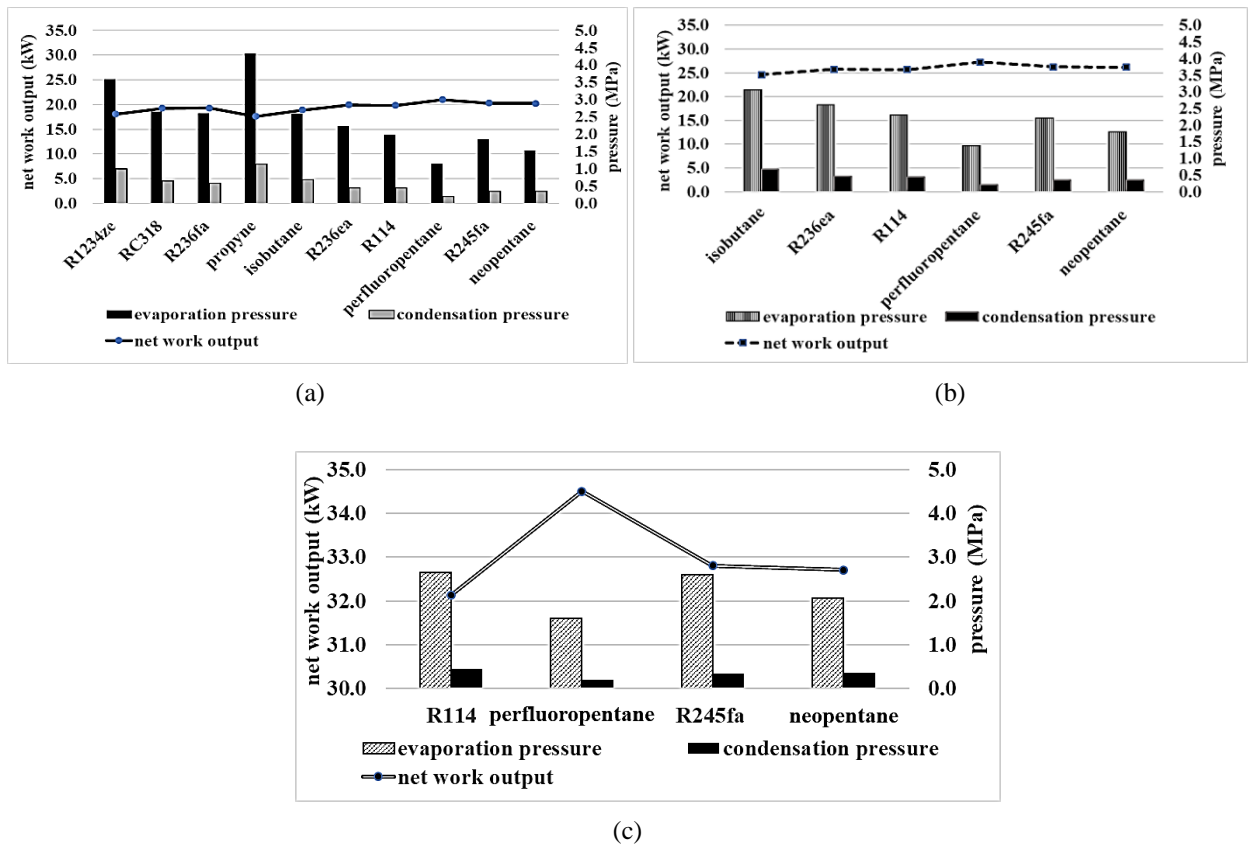 35.0
30.0
25.0
20.0
15.0
10.0
5.0
0.0
net work output (kW)
5.0
4.5
4.0
3.5
3.0
2.5
2.0
1.5
1.0
0.5
0.0
pressure (MPa)
R1234ze
RC318
R236fa
propyne
isobutane
R236ea
R114
perfluoropentane
R245fa
neopentane
evaporation pressure
condensation pressure
net work output
(a)
35.0
30.0
25.0
20.0
15.0
10.0
5.0
0.0
net work output (kW)
5.0
4.5
4.0
3.5
3.0
2.5
2.0
1.5
1.0
0.5
0.0
pressure (MPa)
isobutane
R236ea
R114
perfluoropentane
R245fa
neopentane
evaporation pressure
condensation pressure
net work output
(b)
35.0
34.0
33.0
32.0
31.0
30.0
net work output (kW)
5.0
4.0
3.0
2.0
1.0
0.0
pressure (MPa)
R114
perfluoropentane
R245fa
neopentane
evaporation pressure
condensation pressure
net work output
(c)